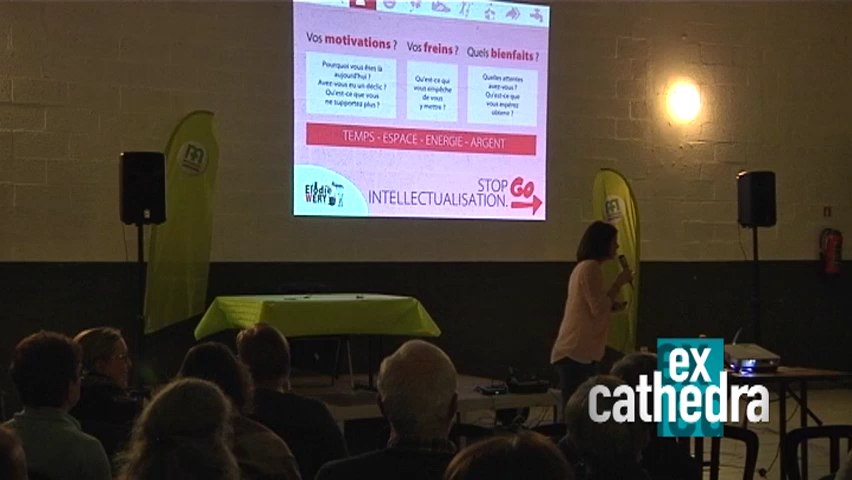 Vos motivations ?
Vos freins ?
Quels bienfaits ?
Pourquoi vous êtes là
aujourd'hui ?
Avez-vous eu un déclic ?
Qu'est-ce que vous
ne supportez plus ?
Qu'est-ce qui
vous empêche
de vous
y mettre ?
Quelles attentes
avez-vous ?
Qu'est-ce que
vous espérez
obtenir ?
TEMPS - ESPACE - ENERGIE - ARGENT
Elodie
WERY
STOP
INTELLECTUALISATION.
GO
ex
cathedra